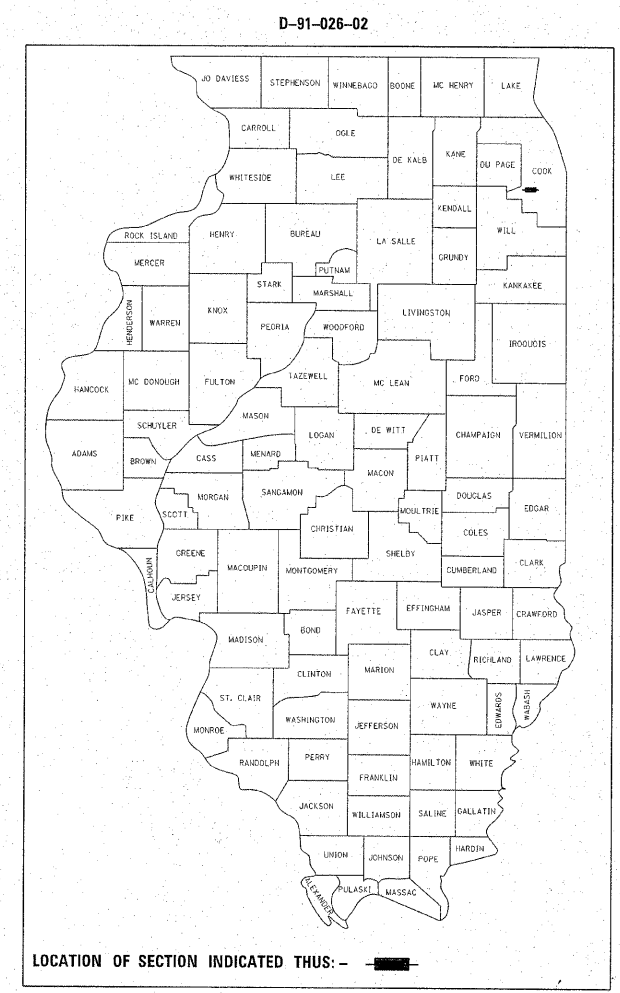 D-91-026-02
JO DAVIESS
STEPHENSON
WINNEBAGO
BOONE
MC HENRY
LAKE
CARROLL
OGLE
DE KALB
KANE
DU PAGE
COOK
WHITESIDE
LEE
KENDALL
ROCK ISLAND
HENRY
BUREAU
LA SALLE
WILL
MERCER
PUTNAM
GRUNDY
STARK
MARSHALL
KANKAKEE
HENDERSON
WARREN
KNOX
PEORIA
WOODFORD
LIVINGSTON
IROQUOIS
HANCOCK
MC DONOUGH
FULTON
TAZEWELL
MC LEAN
FORD
SCHUYLER
MASON
LOGAN
DE WITT
CHAMPAIGN
VERMILION
ADAMS
BROWN
CASS
MENARD
MACON
PIATT
MORGAN
SANGAMON
DOUGLAS
PIKE
SCOTT
CHRISTIAN
MOULTRIE
COLES
EDGAR
GREENE
MACOUPIN
MONTGOMERY
SHELBY
CUMBERLAND
CLARK
CALHOUN
JERSEY
FAYETTE
EFFINGHAM
JASPER
CRAWFORD
MADISON
BOND
CLAY
RICHLAND
LAWRENCE
CLINTON
MARION
ST. CLAIR
WAYNE
EDWARDS
WABASH
MONROE
WASHINGTON
JEFFERSON
RANDOLPH
PERRY
HAMILTON
WHITE
FRANKLIN
JACKSON
WILLIAMSON
SALINE
GALLATIN
UNION
JOHNSON
POPE
HARDIN
ALEXANDER
PULASKI
MASSAC
LOCATION OF SECTION INDICATED THUS: -